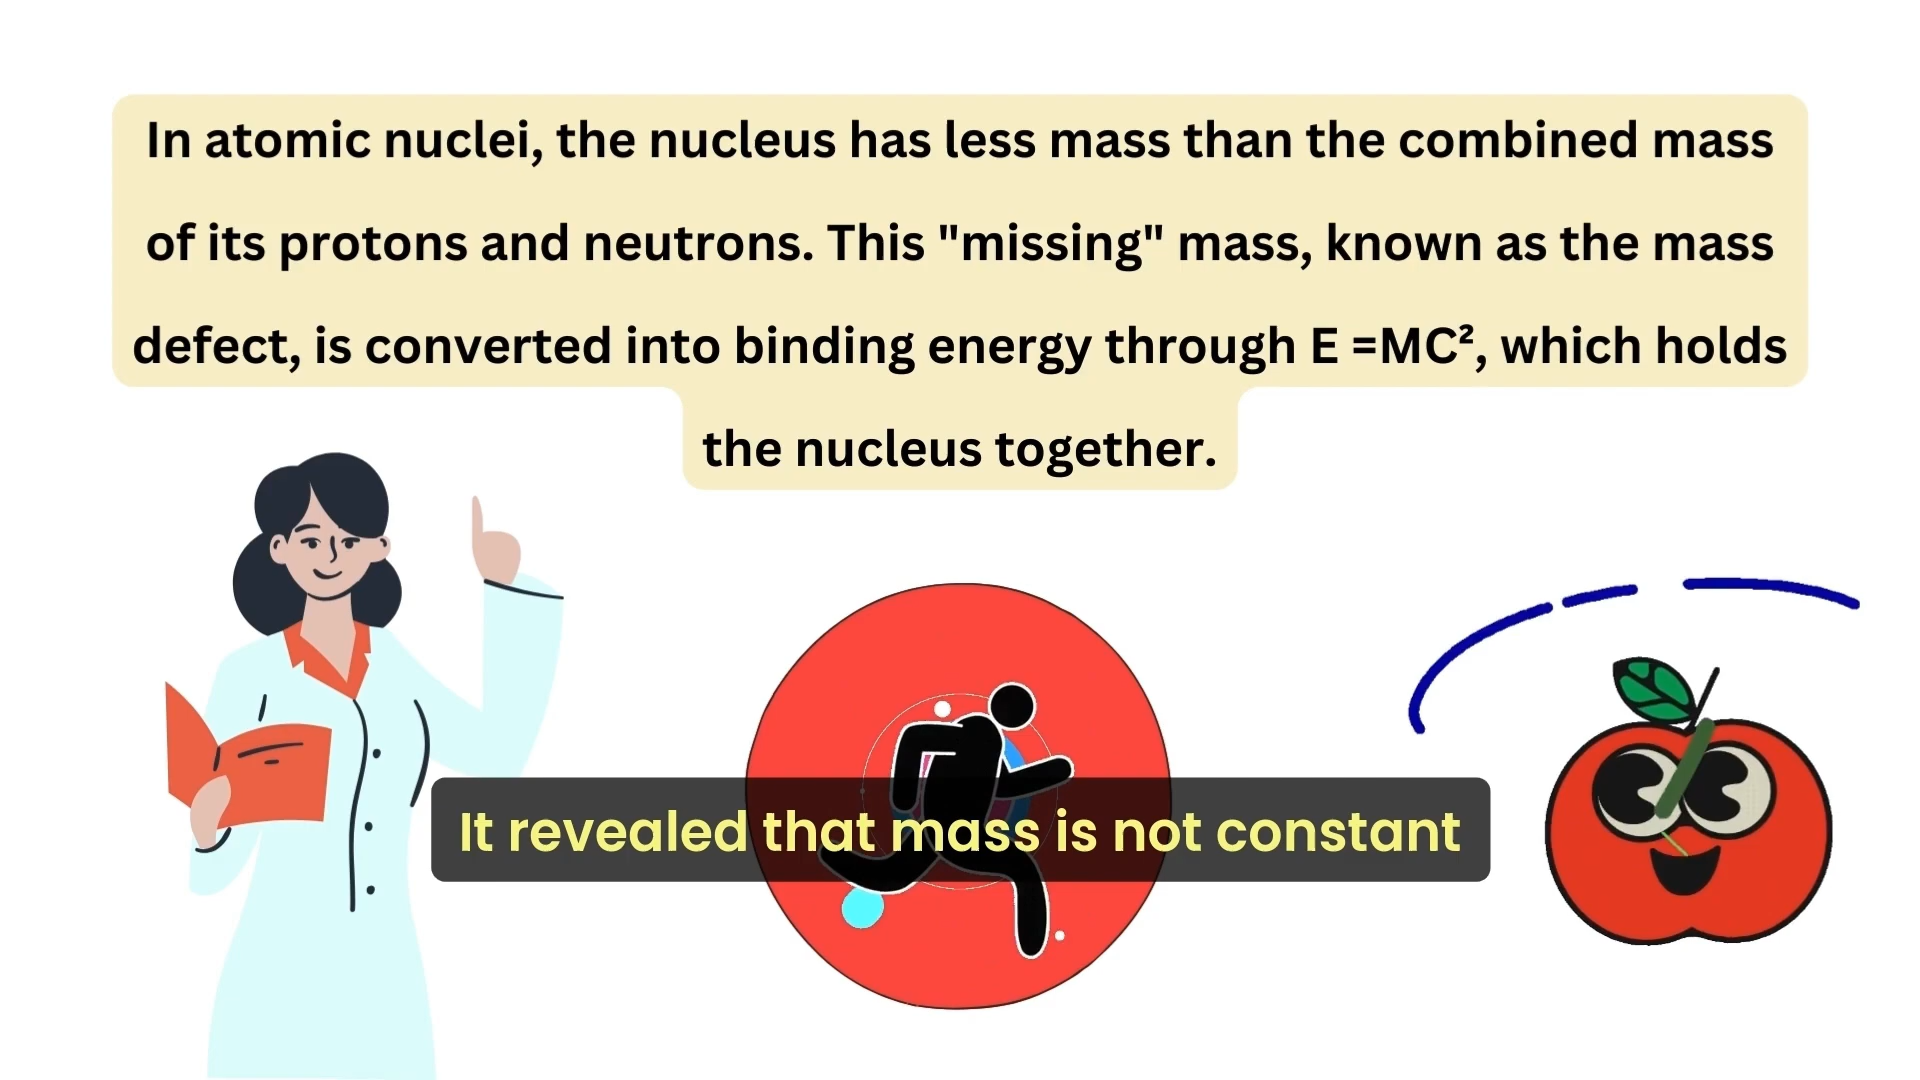 In atomic nuclei, the nucleus has less mass than the combined mass
of its protons and neutrons. This "missing" mass, known as the mass
defect, is converted into binding energy through E =MC², which holds
the nucleus together.
It revealed that mass is not constant